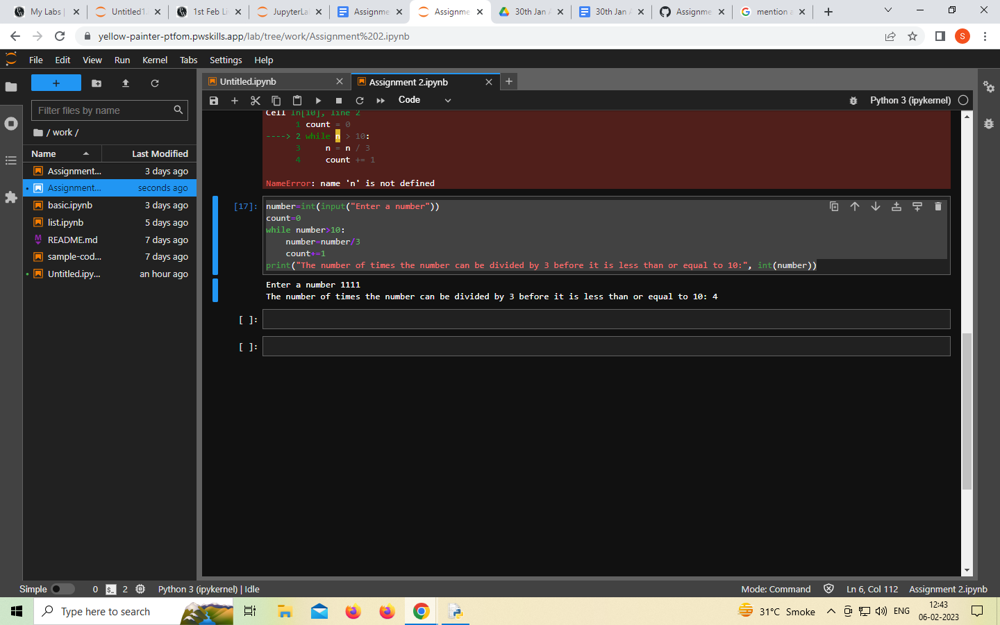 My Labs |
Untitled1.
1st Feb Li
JupyterLa
Assignme
Assignme
30th Jan A
30th Jan A
Assignme
mention a
yellow-painter-ptfom.pwskills.app/lab/tree/work/Assignment%202.ipynb
S
File Edit View Run Kernel Tabs Settings Help
Untitled.ipynb
Assignment 2.ipynb
Code
Python 3 (ipykernel)
Filter files by name
/ work /
Name Last Modified
Assignment... 3 days ago
Assignment... seconds ago
basic.ipynb 3 days ago
list.ipynb 5 days ago
README.md 7 days ago
sample-cod... 7 days ago
Untitled.ipy... an hour ago
Cell In[10], line 2
1 count = 0
----> 2 while n > 10:
3 n = n / 3
4 count += 1
NameError: name 'n' is not defined
[17]:
number=int(input("Enter a number"))
count=0
while number>10:
number=number/3
count+=1
print("The number of times the number can be divided by 3 before it is less than or equal to 10:", int(number))
Enter a number 1111
The number of times the number can be divided by 3 before it is less than or equal to 10: 4
[ ]:
[ ]:
Simple 0 $_ 2 Python 3 (ipykernel) | Idle
Mode: Command Ln 6, Col 112 Assignment 2.ipynb
Type here to search
31°C Smoke
ENG
12:43
06-02-2023